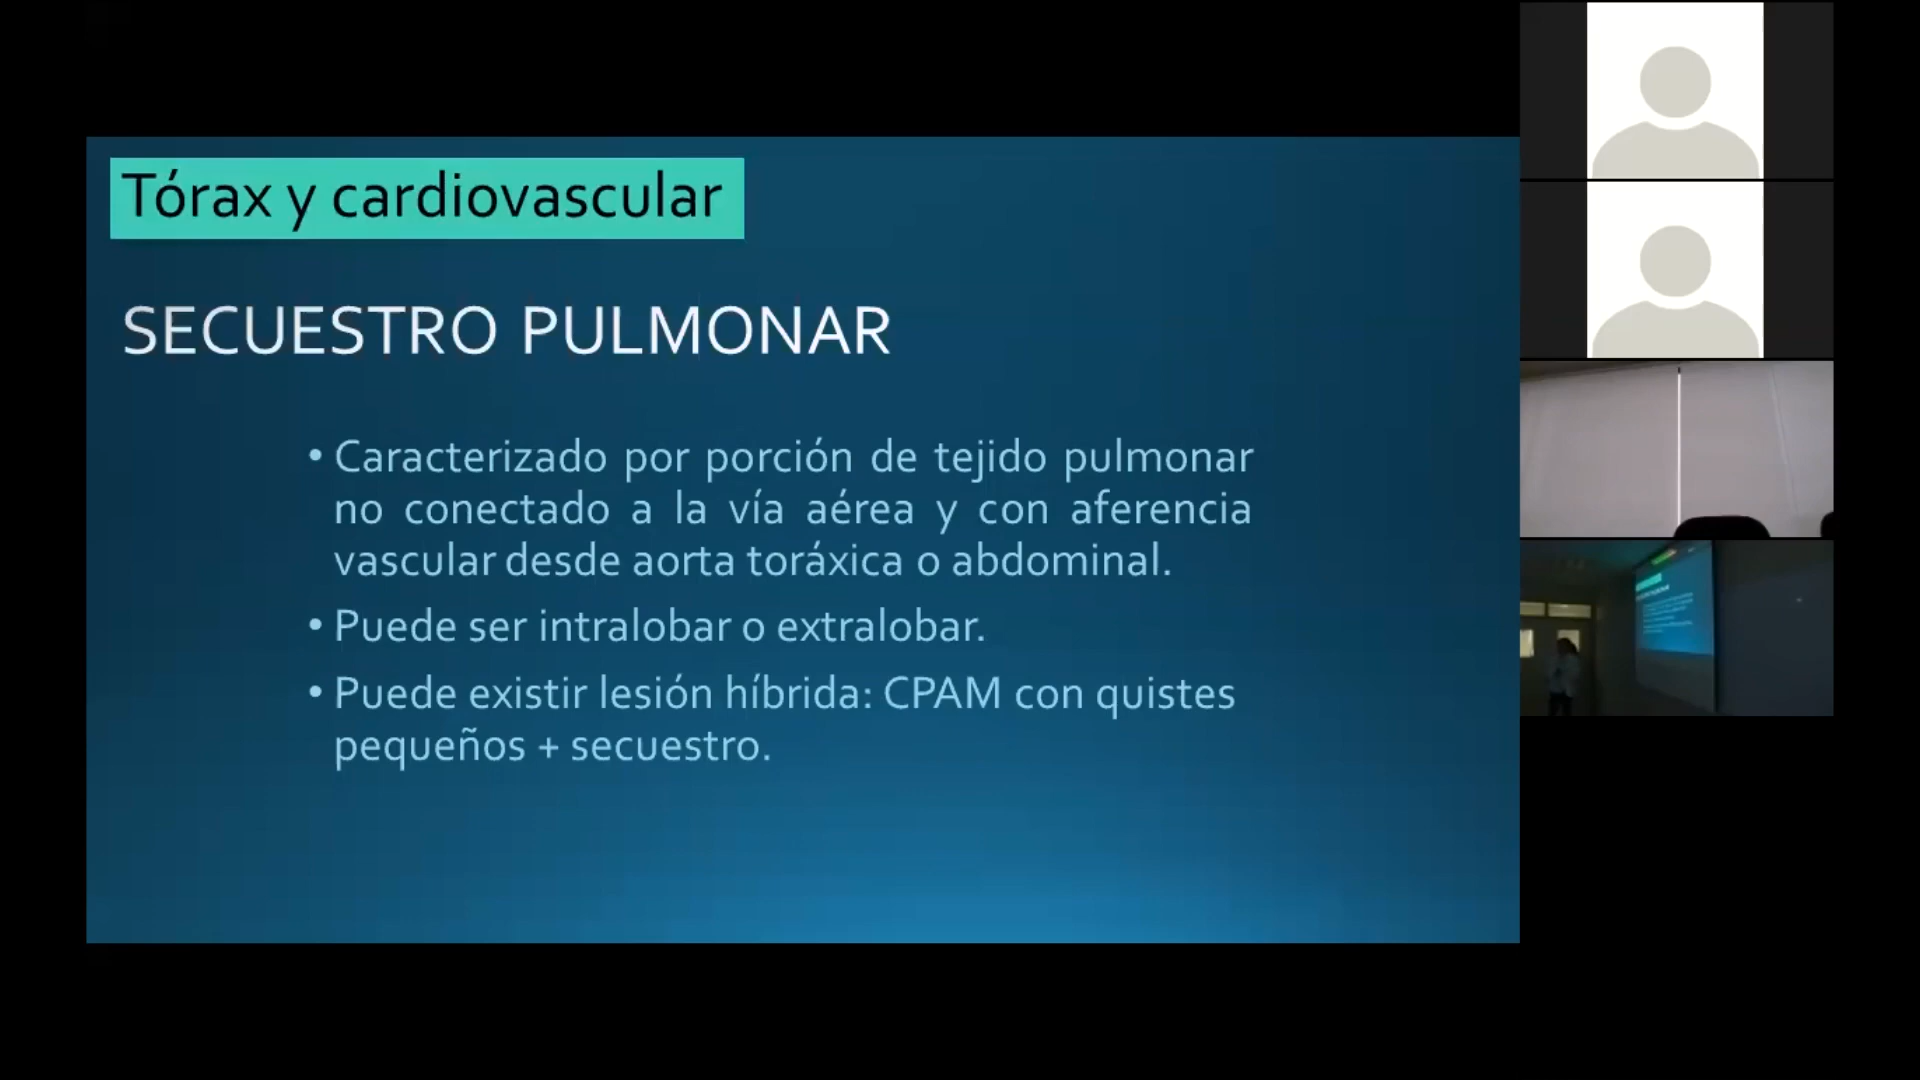 Tórax y cardiovascular
SECUESTRO PULMONAR
• Caracterizado por porción de tejido pulmonar
no conectado a la vía aérea y con aferencia
vascular desde aorta toráxica o abdominal.
• Puede ser intralobar o extralobar.
• Puede existir lesión híbrida: CPAM con quistes
pequeños + secuestro.